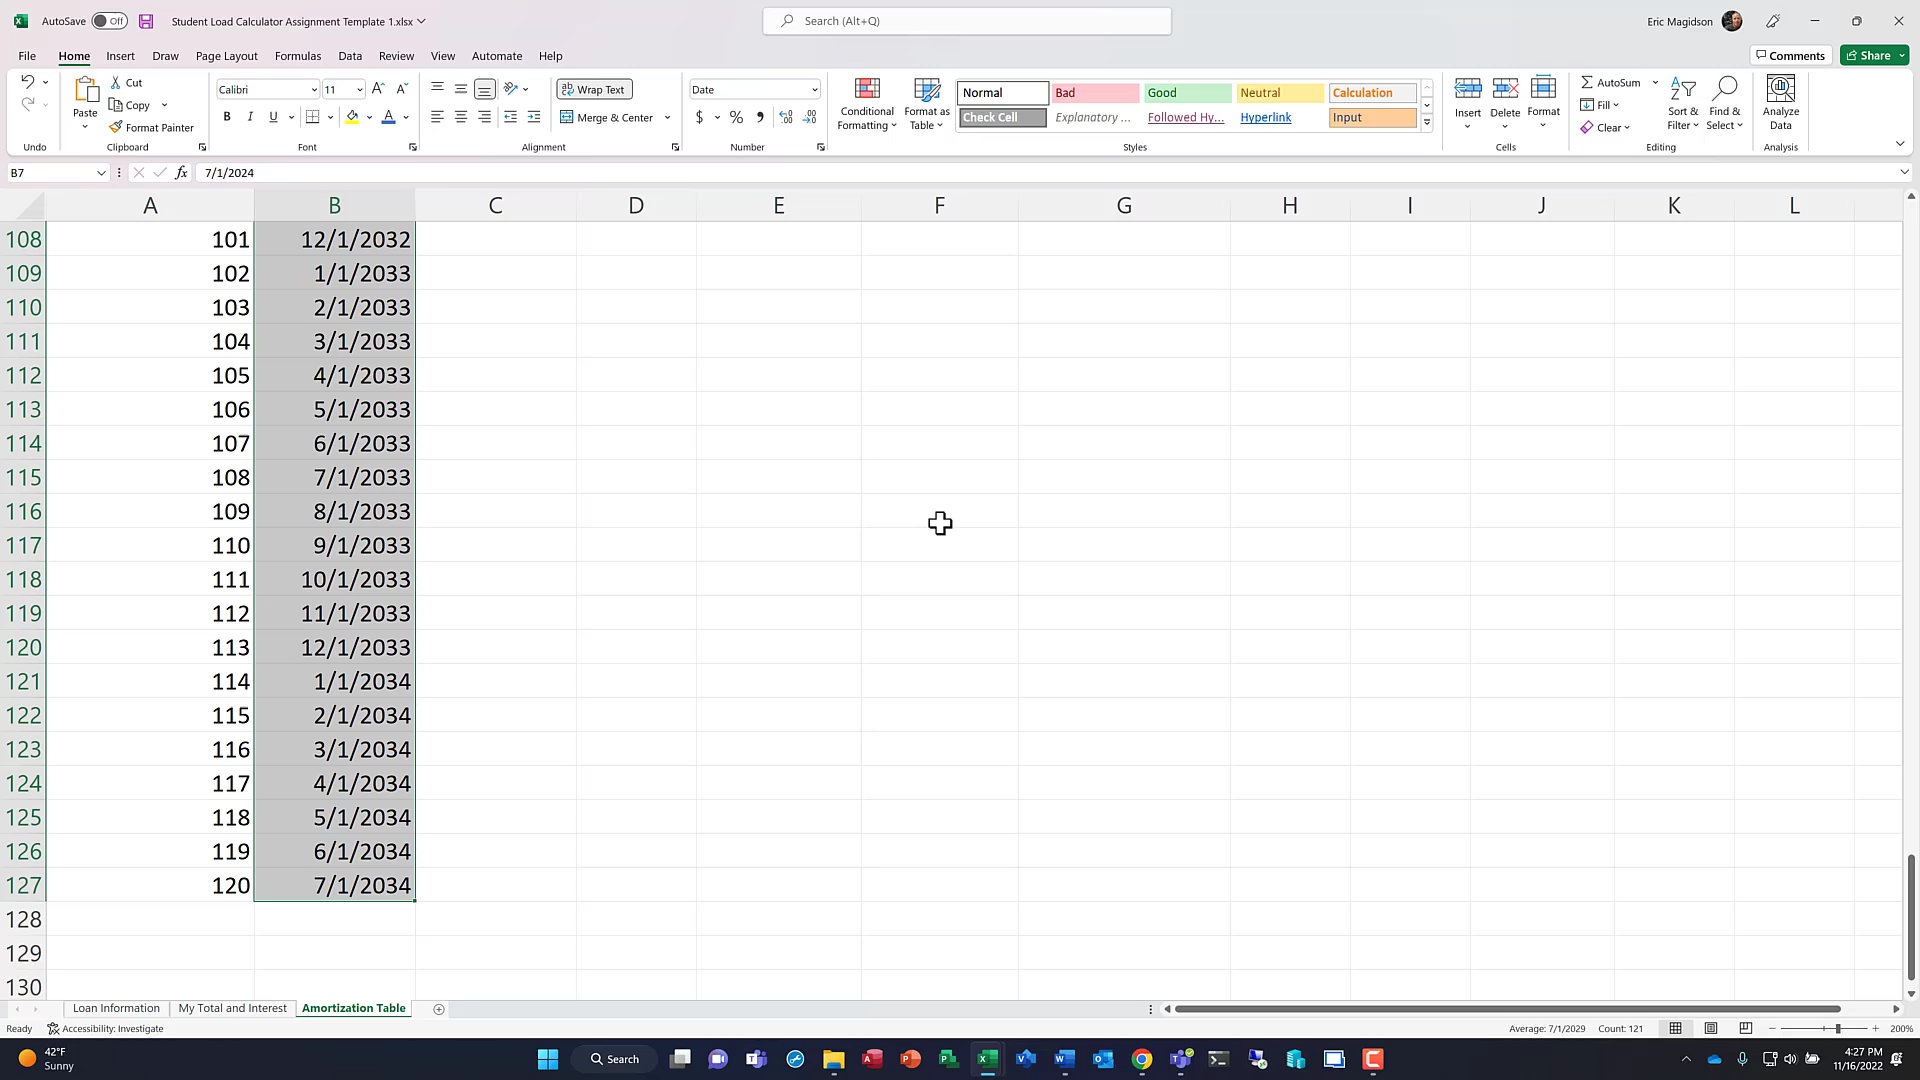 AutoSave Off Student Load Calculator Assignment Template 1.xlsx Search (Alt+Q) Eric Magidson
File Home Insert Draw Page Layout Formulas Data Review View Automate Help Comments Share
Cut Calibri 11 Wrap Text Date Normal Bad Good Neutral Calculation AutoSum
Copy Fill
Paste Format Painter Merge & Center Conditional Formatting Format as Table Check Cell Explanatory ... Followed Hy... Hyperlink Input Insert Delete Format Clear Sort & Filter Find & Select Analyze Data
Undo Clipboard Font Alignment Number Styles Cells Editing Analysis
B7 fx 7/1/2024
A B C D E F G H I J K L
108 101 12/1/2032
109 102 1/1/2033
110 103 2/1/2033
111 104 3/1/2033
112 105 4/1/2033
113 106 5/1/2033
114 107 6/1/2033
115 108 7/1/2033
116 109 8/1/2033
117 110 9/1/2033
118 111 10/1/2033
119 112 11/1/2033
120 113 12/1/2033
121 114 1/1/2034
122 115 2/1/2034
123 116 3/1/2034
124 117 4/1/2034
125 118 5/1/2034
126 119 6/1/2034
127 120 7/1/2034
128
129
130
Loan Information My Total and Interest Amortization Table
Ready Accessibility: Investigate Average: 7/1/2029 Count: 121 200%
42°F Search 4:27 PM
Sunny 11/16/2022